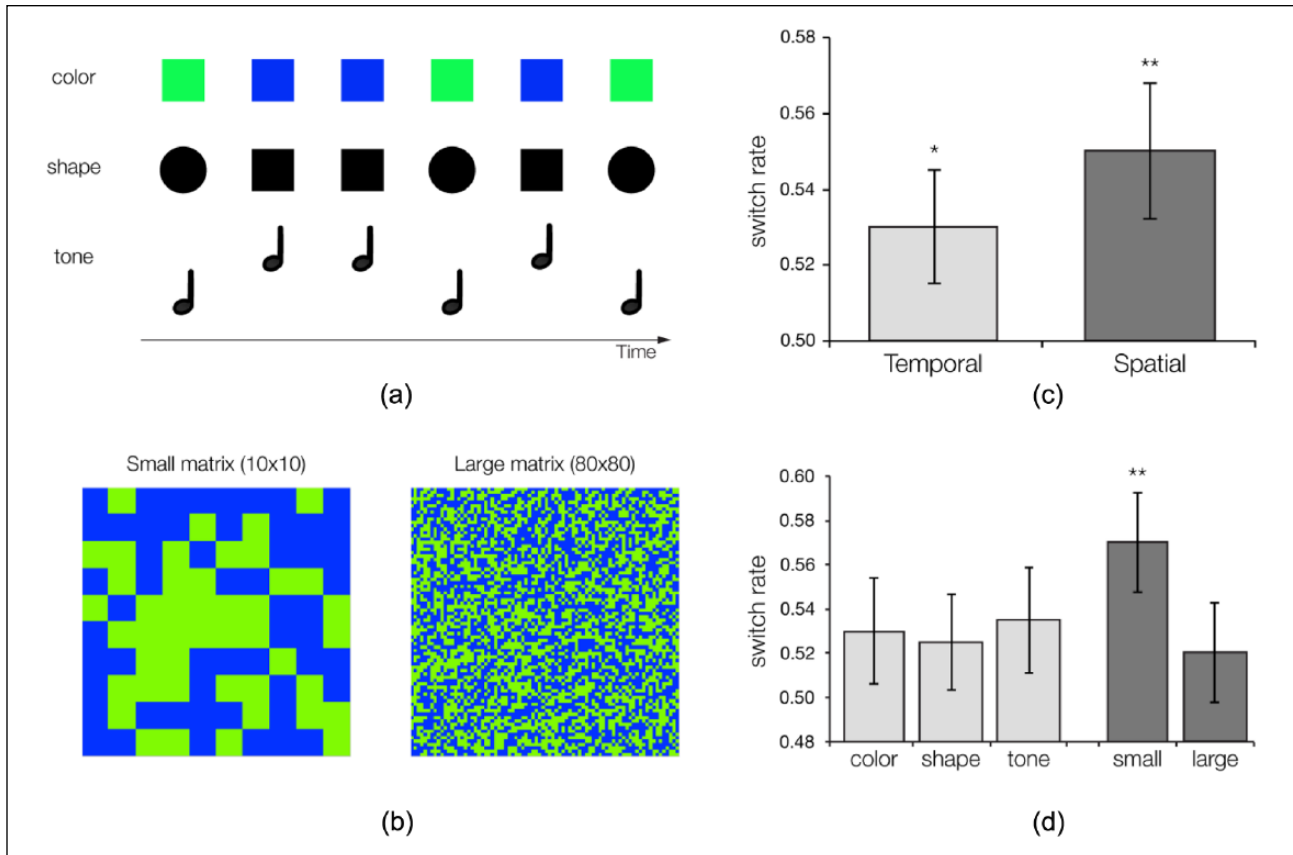 color
shape
tone
Time
(a)
Small matrix (10x10)
Large matrix (80x80)
(b)
switch rate
0.58
0.56
0.54
0.52
0.50
*
**
Temporal
Spatial
(c)
switch rate
0.60
0.58
0.56
0.54
0.52
0.50
0.48
**
color
shape
tone
small
large
(d)